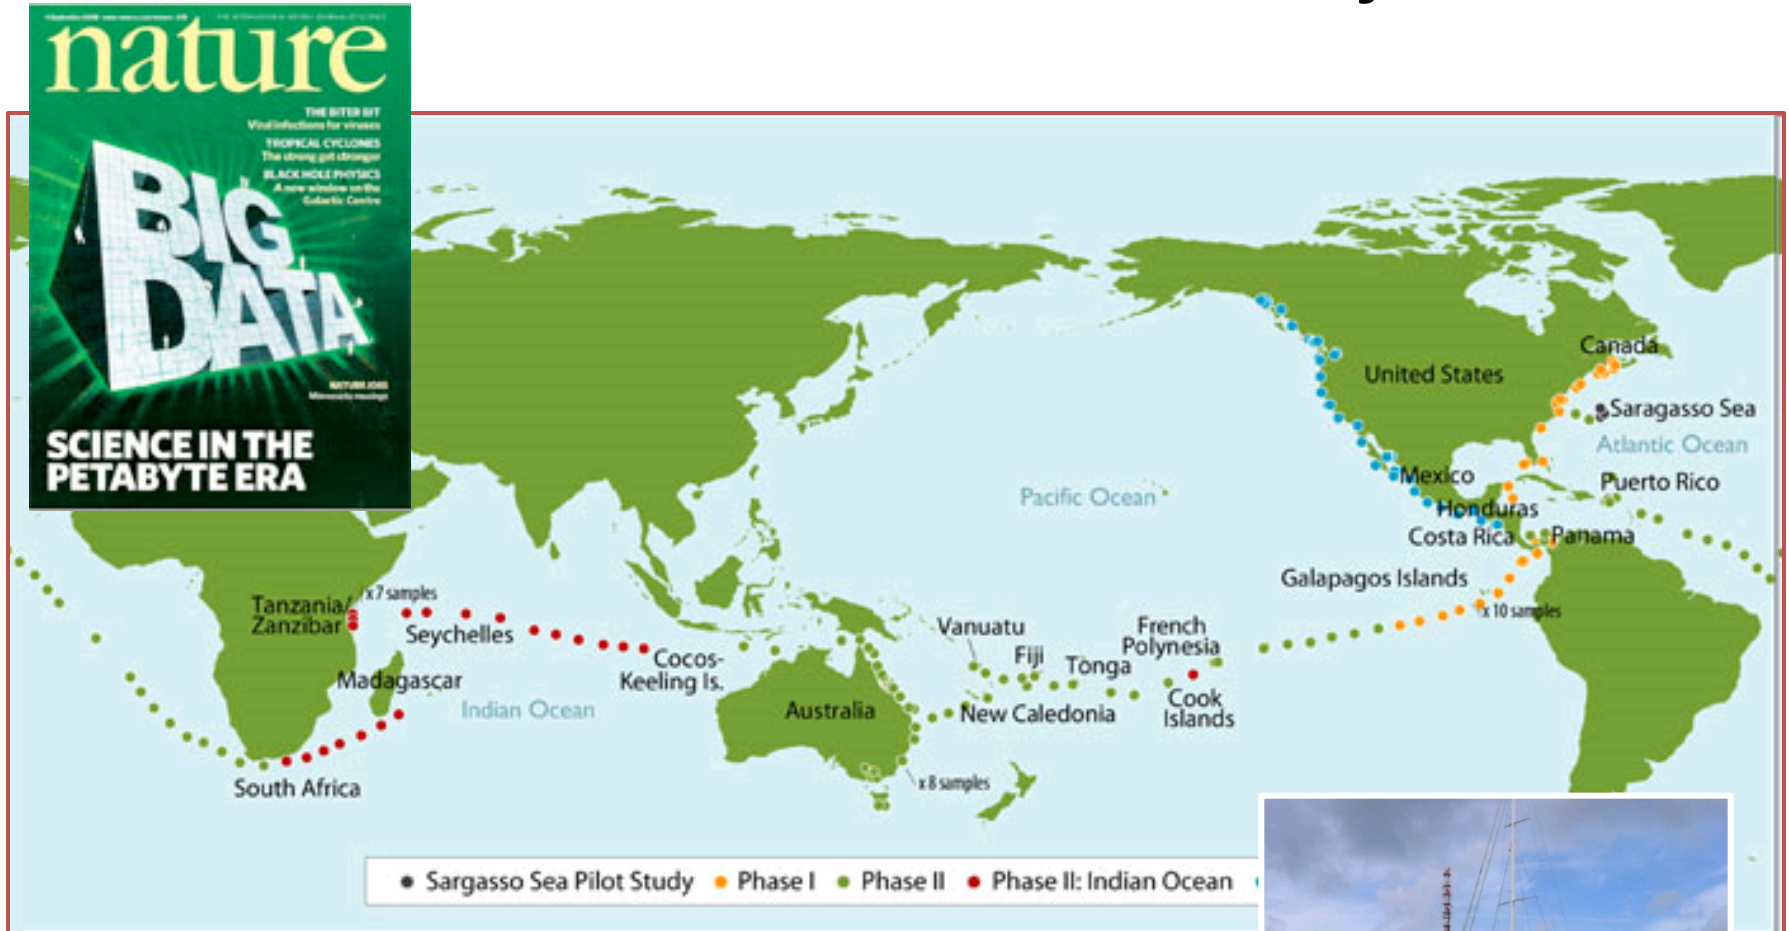 nature
THE BITER BIT
Viral infections for viruses
TROPICAL CYCLONES
The strong get stronger
BLACK HOLE PHYSICS
A new window on the
Galactic Centre
BIG
DATA
NATURE JOBS
SCIENCE IN THE
PETABYTE ERA
Canada
United States
Saragasso Sea
Atlantic Ocean
Mexico
Puerto Rico
Pacific Ocean
Honduras
Costa Rica
Panama
Galapagos Islands
x 10 samples
x 7 samples
Tanzania/
Zanzibar
Seychelles
Cocos-
Keeling Is.
Madagascar
Indian Ocean
Australia
Vanuatu
Fiji
Tonga
French
Polynesia
Cook
Islands
New Caledonia
South Africa
x 8 samples
Sargasso Sea Pilot Study
Phase I
Phase II
Phase II: Indian Ocean